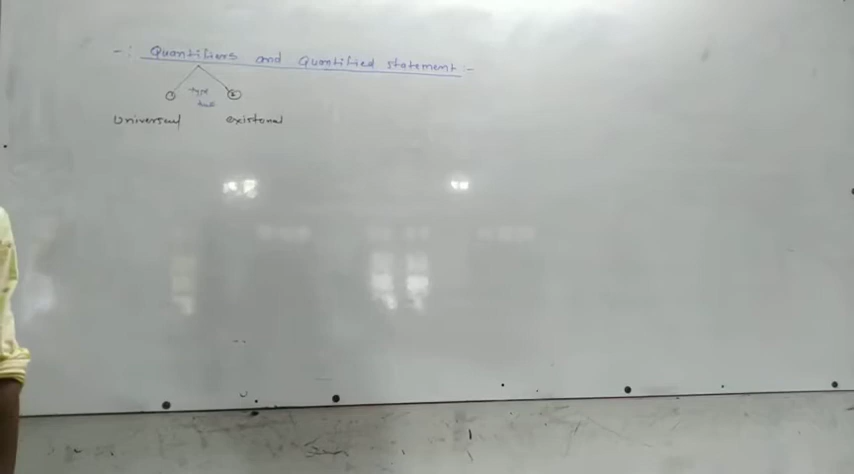 -: Quantifiers and Quantified statement :-
1 2
Universal existenal